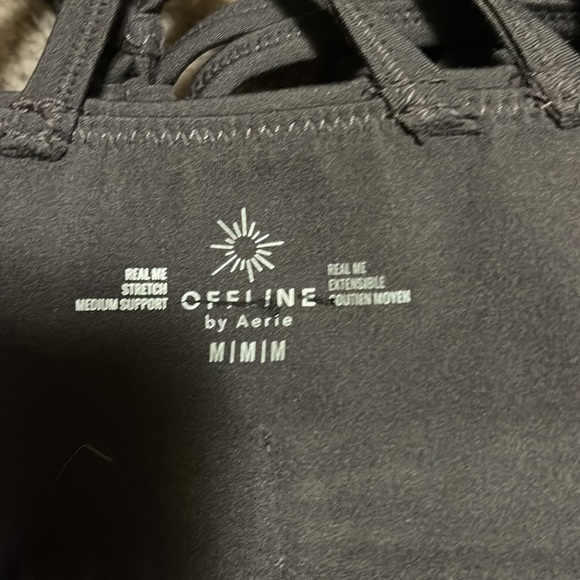 REAL ME
STRETCH
MEDIUM SUPPORT
OFFLINE
by Aerie
M|M|M
REAL ME
EXTENSIBLE
SOUTIEN MOYEN